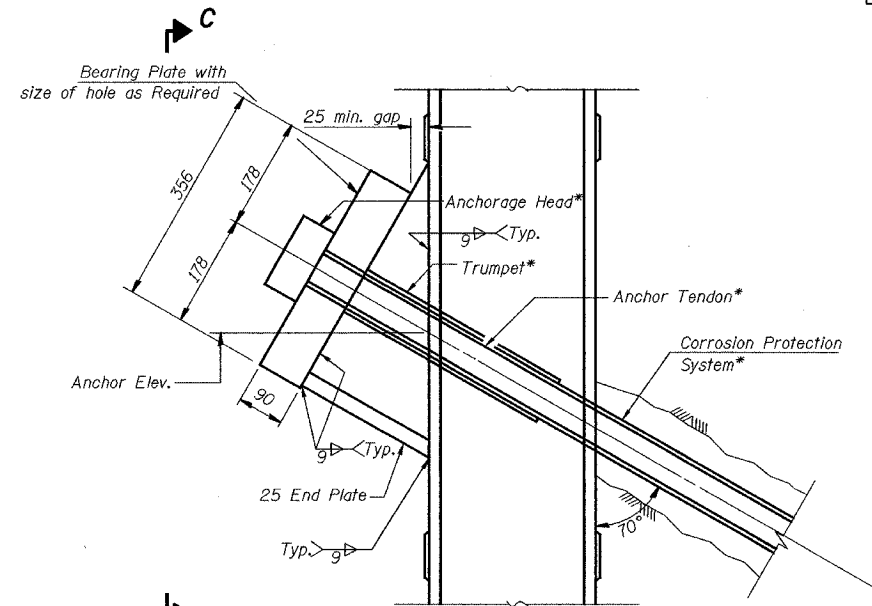 C
Bearing Plate with
size of hole as Required
25 min. gap
356
178
178
Anchorage Head*
9 Typ.
Trumpet*
Anchor Tendon*
Corrosion Protection
System*
Anchor Elev.
90
9 Typ.
25 End Plate
Typ. 9
70°